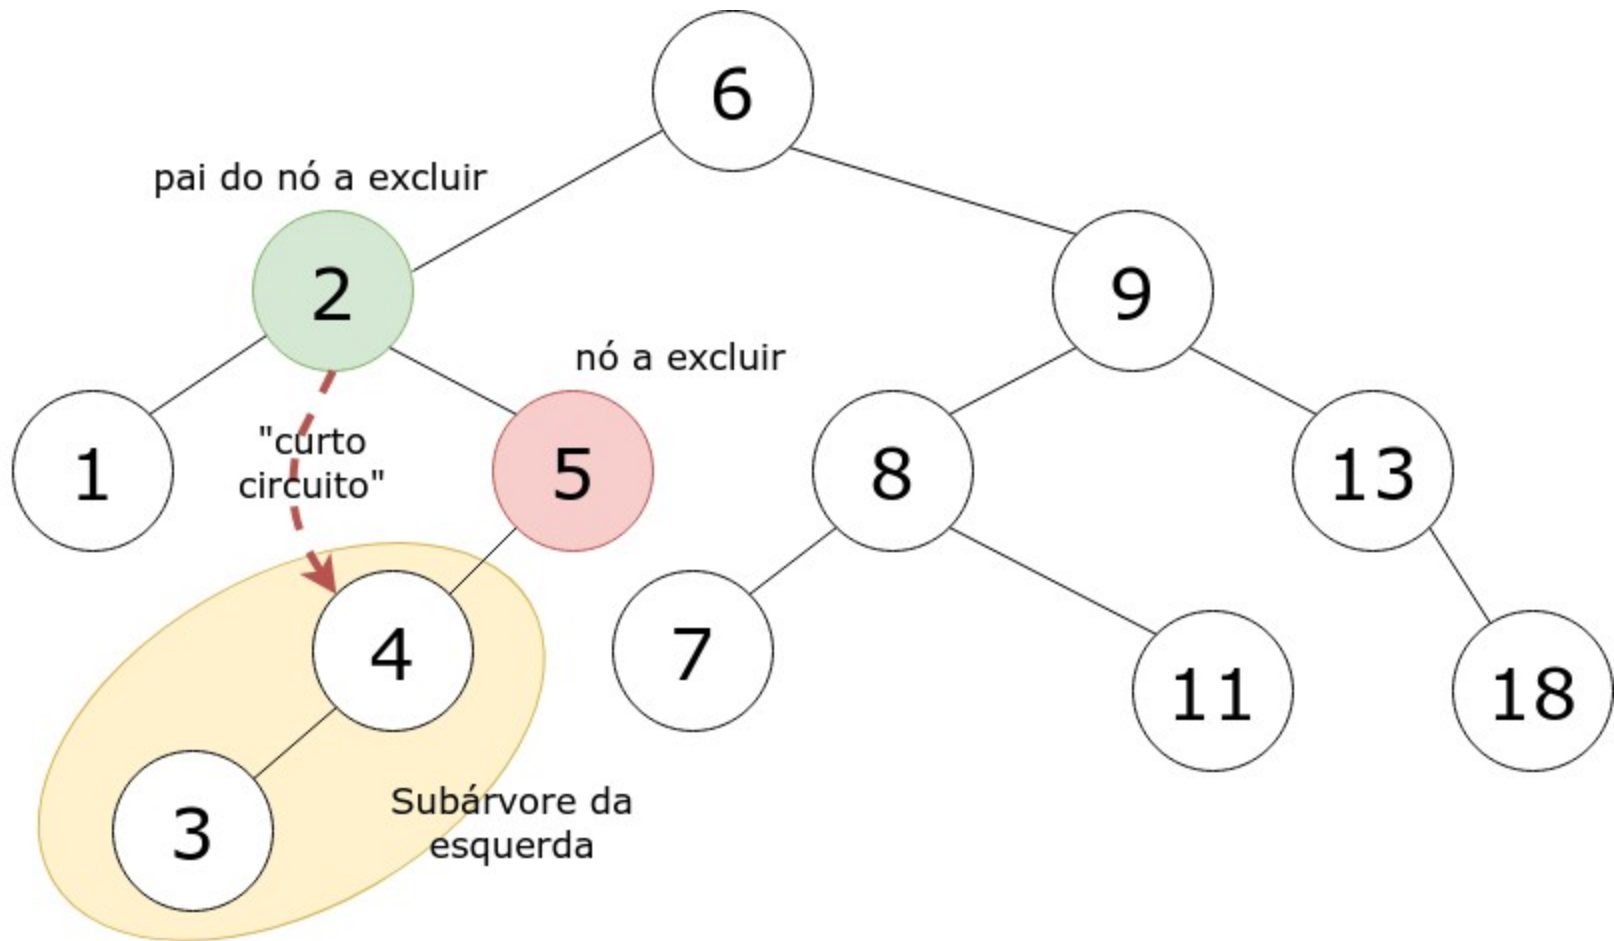 6
pai do nó a excluir
2
9
nó a excluir
1
"curto
circuito"
5
8
13
4
7
11
18
Subárvore da
esquerda
3